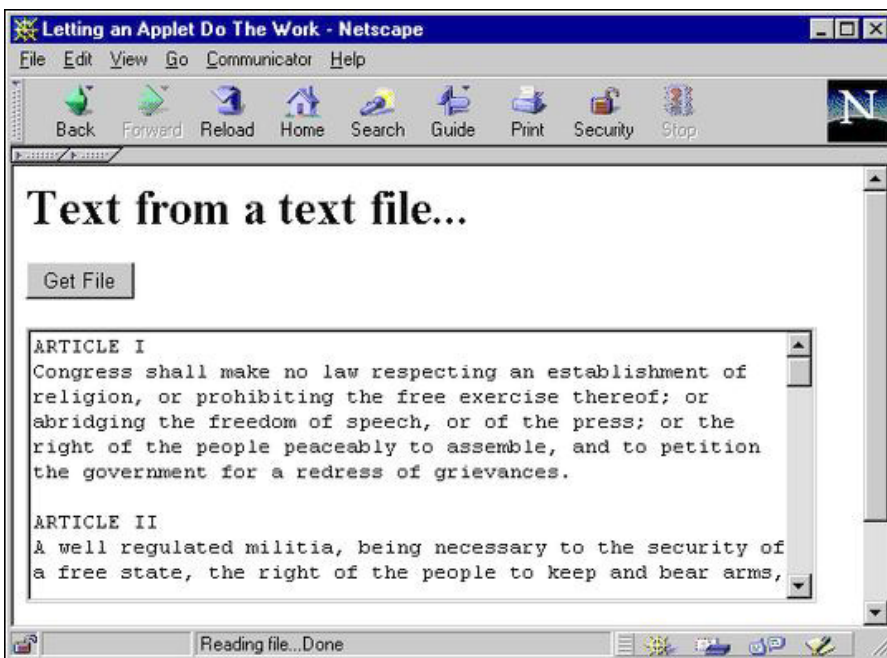 Letting an Applet Do The Work - Netscape
File Edit View Go Communicator Help
Back Forward Reload Home Search Guide Print Security Stop
N
Text from a text file...
Get File
ARTICLE I
Congress shall make no law respecting an establishment of
religion, or prohibiting the free exercise thereof; or
abridging the freedom of speech, or of the press; or the
right of the people peaceably to assemble, and to petition
the government for a redress of grievances.
ARTICLE II
A well regulated militia, being necessary to the security of
a free state, the right of the people to keep and bear arms,
Reading file...Done